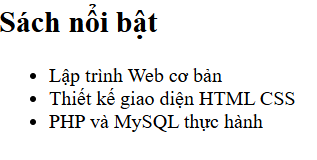 Sách nổi bật
Lập trình Web cơ bản
Thiết kế giao diện HTML CSS
PHP và MySQL thực hành